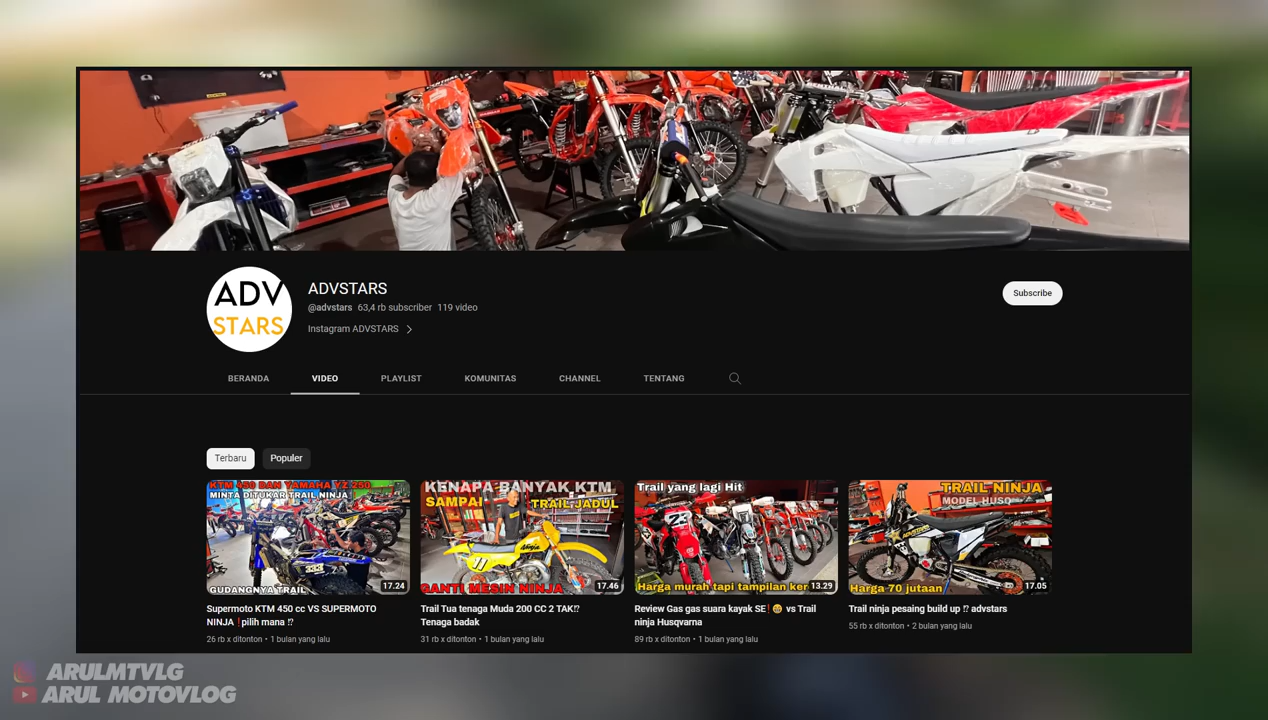 ADV
STARS
ADVSTARS
@advstars 63,4 rb subscriber 119 video
Instagram ADVSTARS
Subscribe
BERANDA VIDEO PLAYLIST KOMUNITAS CHANNEL TENTANG
Terbaru Populer
KTM 450 DAN YAMAHA YZ 250
MINTA DITUKAR TRAIL NINJA!
333
GUDANGNYA TRAIL
17.24
KENAPA BANYAK KTM
SAMPAI
TRAIL JADUL
Ninja
11
GANTI MESIN NINJA
17.46
Trail yang lagi Hit
23
Harga murah tapi tampilan ker
13.29
TRAIL NINJA
MODEL HUSQ
Harga 70 jutaan
17.05
Supermoto KTM 450 cc VS SUPERMOTO
NINJA❗pilih mana ⁉
26 rb x ditonton • 1 bulan yang lalu
Trail Tua tenaga Muda 200 CC 2 TAK⁉
Tenaga badak
31 rb x ditonton • 1 bulan yang lalu
Review Gas gas suara kayak SE❗ vs Trail
ninja Husqvarna
89 rb x ditonton • 1 bulan yang lalu
Trail ninja pesaing build up ⁉ advstars
55 rb x ditonton • 2 bulan yang lalu
ARULMTVLG
ARUL MOTOVLOG